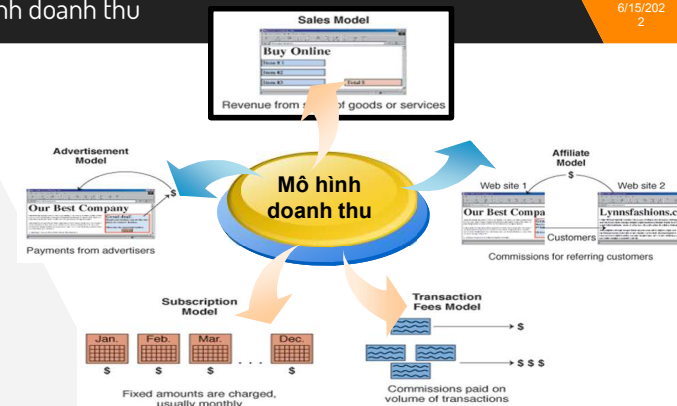 nh doanh thu
6/15/202
2
Sales Model
Buy Online
Item #1
Item #2
Item #3
Total $
Revenue from s of goods or services
Advertisement
Model
$
Our Best Company
Great deal!
Payments from advertisers
Mô hình
doanh thu
Affiliate
Model
$
Web site 1
Web site 2
Our Best Compa
Lynnsfashions.c
Customers
Commissions for referring customers
Subscription
Model
Jan.
Feb.
Mar.
Dec.
. . .
$
$
$
$
Fixed amounts are charged,
usually monthly
Transaction
Fees Model
$
$ $ $
Commissions paid on
volume of transactions